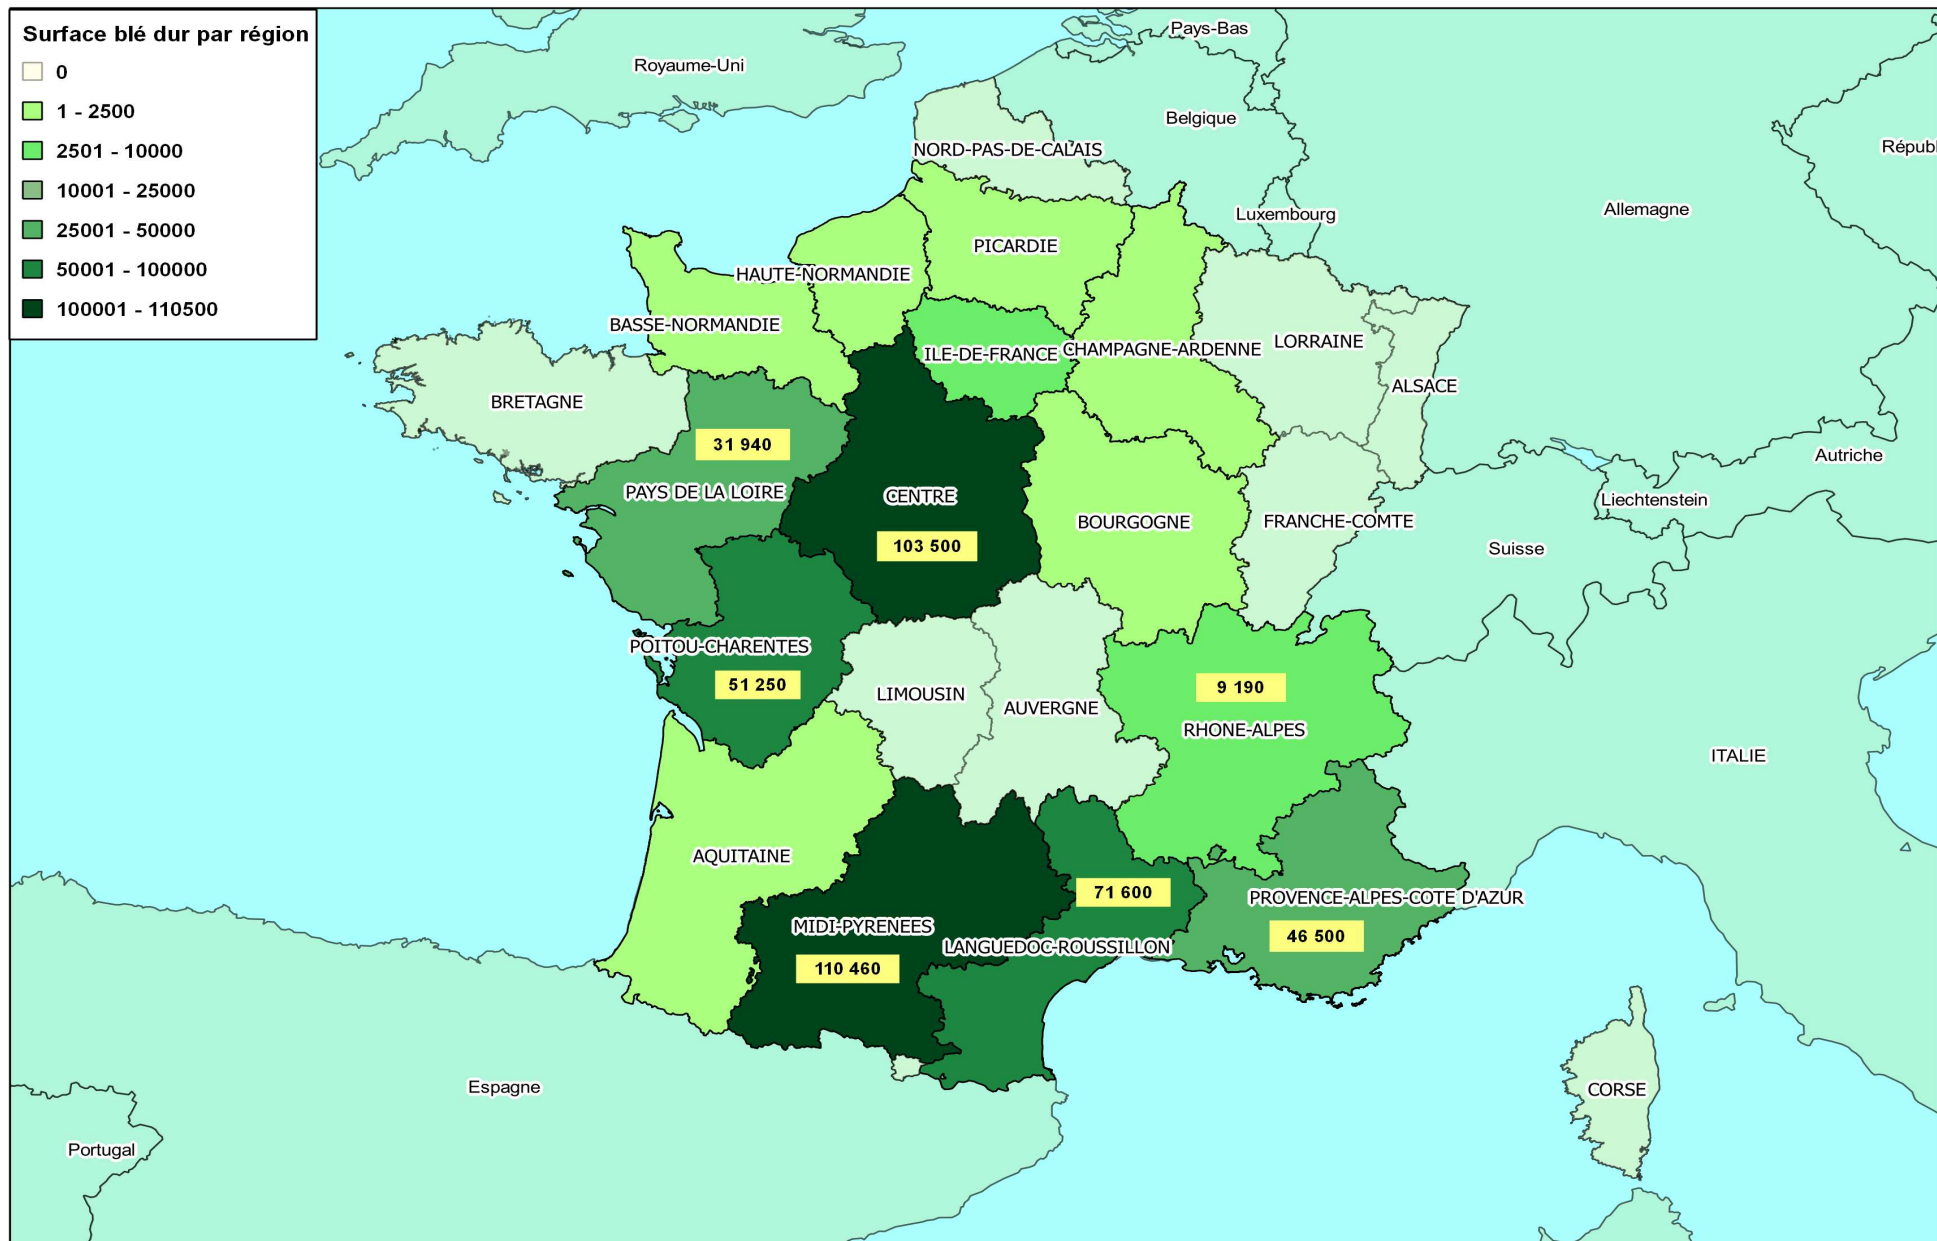 Surface blé dur par région
0
1 - 2500
2501 - 10000
10001 - 25000
25001 - 50000
50001 - 100000
100001 - 110500
Pays-Bas
Royaume-Uni
Belgique
Républ
NORD-PAS-DE-CALAIS
Luxembourg
Allemagne
PICARDIE
HAUTE-NORMANDIE
BASSE-NORMANDIE
ILE-DE-FRANCE
CHAMPAGNE-ARDENNE
LORRAINE
ALSACE
BRETAGNE
31 940
PAYS DE LA LOIRE
CENTRE
103 500
BOURGOGNE
FRANCHE-COMTE
Autriche
Liechtenstein
Suisse
POITOU-CHARENTES
51 250
LIMOUSIN
AUVERGNE
9 190
RHONE-ALPES
ITALIE
AQUITAINE
71 600
PROVENCE-ALPES-COTE D'AZUR
46 500
MIDI-PYRENEES
LANGUEDOC-ROUSSILLON
110 460
Espagne
CORSE
Portugal